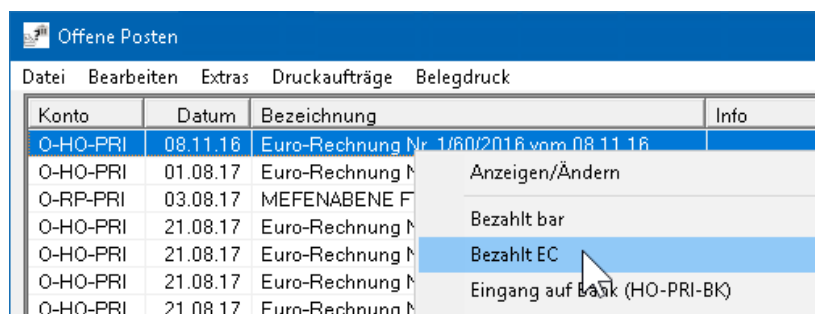 Offene Posten
Datei Bearbeiten Extras Druckaufträge Belegdruck
Konto Datum Bezeichnung Info
O-HO-PRI 08.11.16 Euro-Rechnung Nr. 1/60/2016 vom 08.11.16
O-HO-PRI 01.08.17 Euro-Rechnung N
O-RP-PRI 03.08.17 MEFENABENE F
O-HO-PRI 21.08.17 Euro-Rechnung N
O-HO-PRI 21.08.17 Euro-Rechnung N
O-HO-PRI 21.08.17 Euro-Rechnung N
O-HO-PRI 21.08.17 Euro-Rechnung N
Anzeigen/Ändern
Bezahlt bar
Bezahlt EC
Eingang auf Bank (HO-PRI-BK)